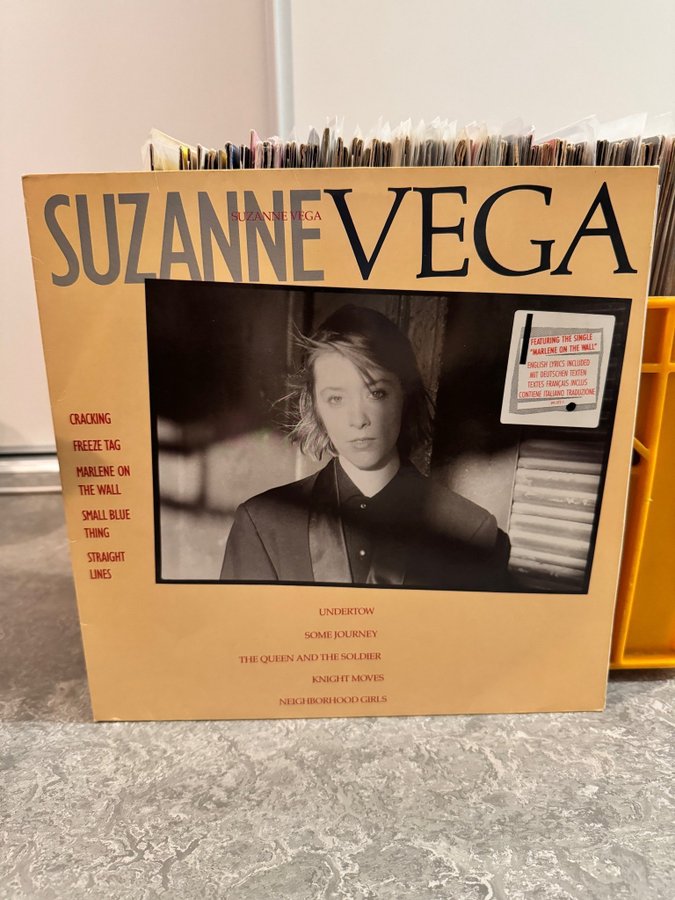 SUZANNE VEGA
SUZANNE VEGA
FEATURING THE SINGLE
"MARLENE ON THE WALL"
ENGLISH LYRICS INCLUDED
MIT DEUTSCHEN TEXTEN
TEXTES FRANÇAIS INCLUS
CONTIENE ITALIANO TRADUZIONE
CRACKING
FREEZE TAG
MARLENE ON
THE WALL
SMALL BLUE
THING
STRAIGHT
LINES
UNDERTOW
SOME JOURNEY
THE QUEEN AND THE SOLDIER
KNIGHT MOVES
NEIGHBORHOOD GIRLS